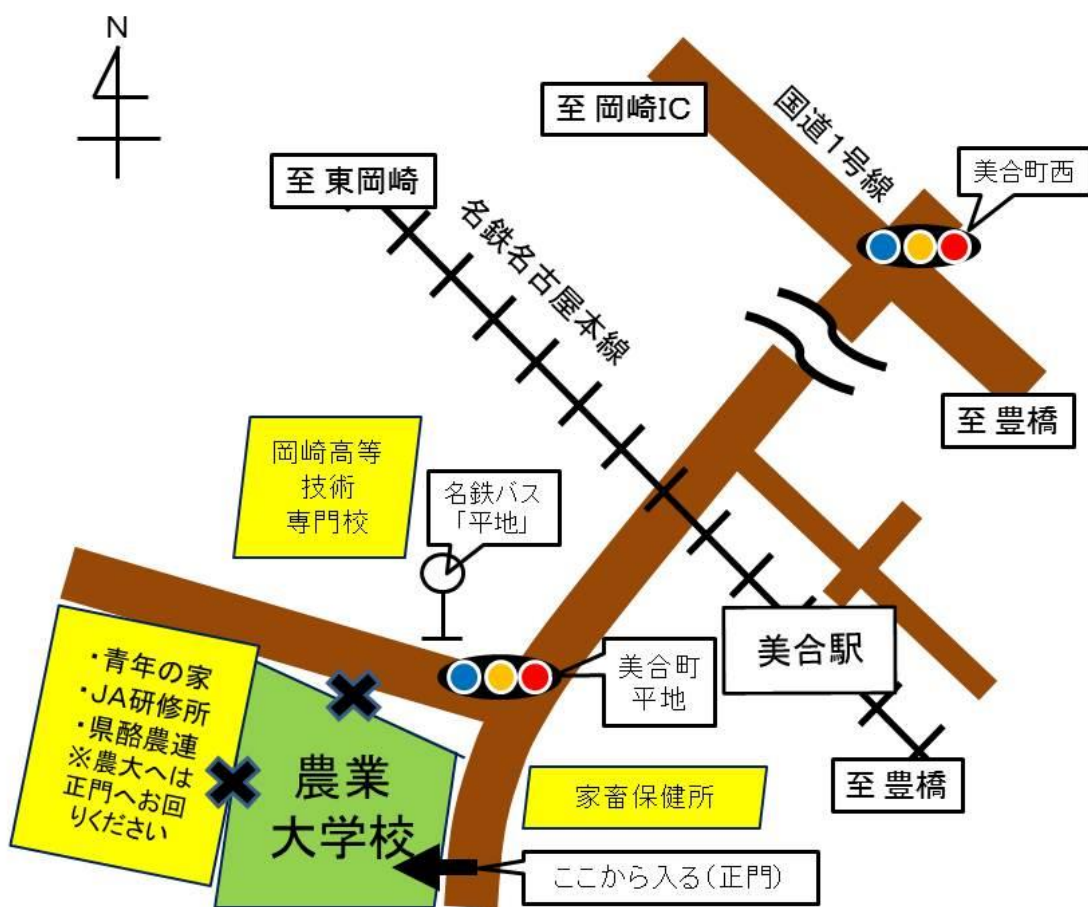 N
至 岡崎IC
国道1号線
美合町西
至 東岡崎
名鉄名古屋本線
至 豊橋
岡崎高等
技術
専門校
名鉄バス
「平地」
美合駅
美合町
平地
・青年の家
・JA研修所
・県酪農連
※農大へは
正門へお回
りください
農業
大学校
家畜保健所
至 豊橋
ここから入る(正門)